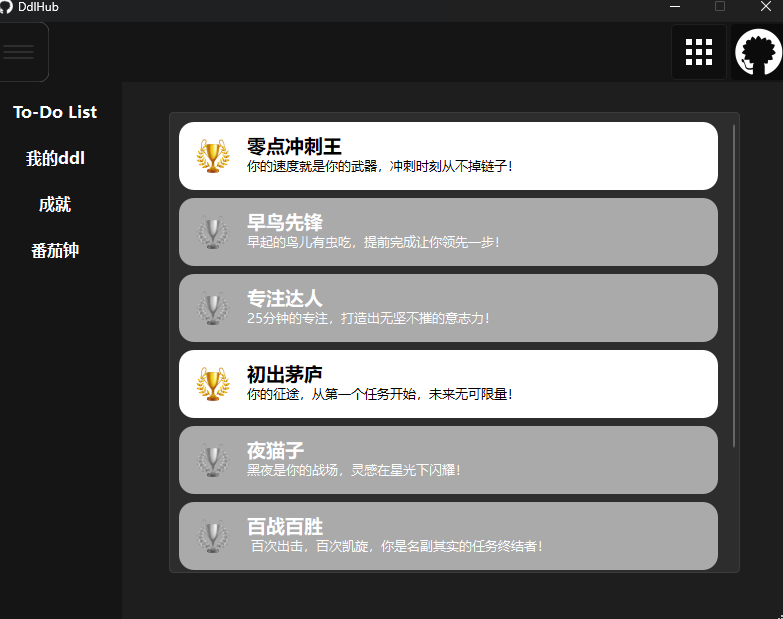 DdlHub
To-Do List
我的ddl
成就
番茄钟
零点冲刺王
你的速度就是你的武器，冲刺时刻从不掉链子！
早鸟先锋
早起的鸟儿有虫吃，提前完成让你领先一步！
专注达人
25分钟的专注，打造出无坚不摧的意志力！
初出茅庐
你的征途，从第一个任务开始，未来无可限量！
夜猫子
黑夜是你的战场，灵感在星光下闪耀！
百战百胜
百次出击，百次凯旋，你是名副其实的任务终结者！